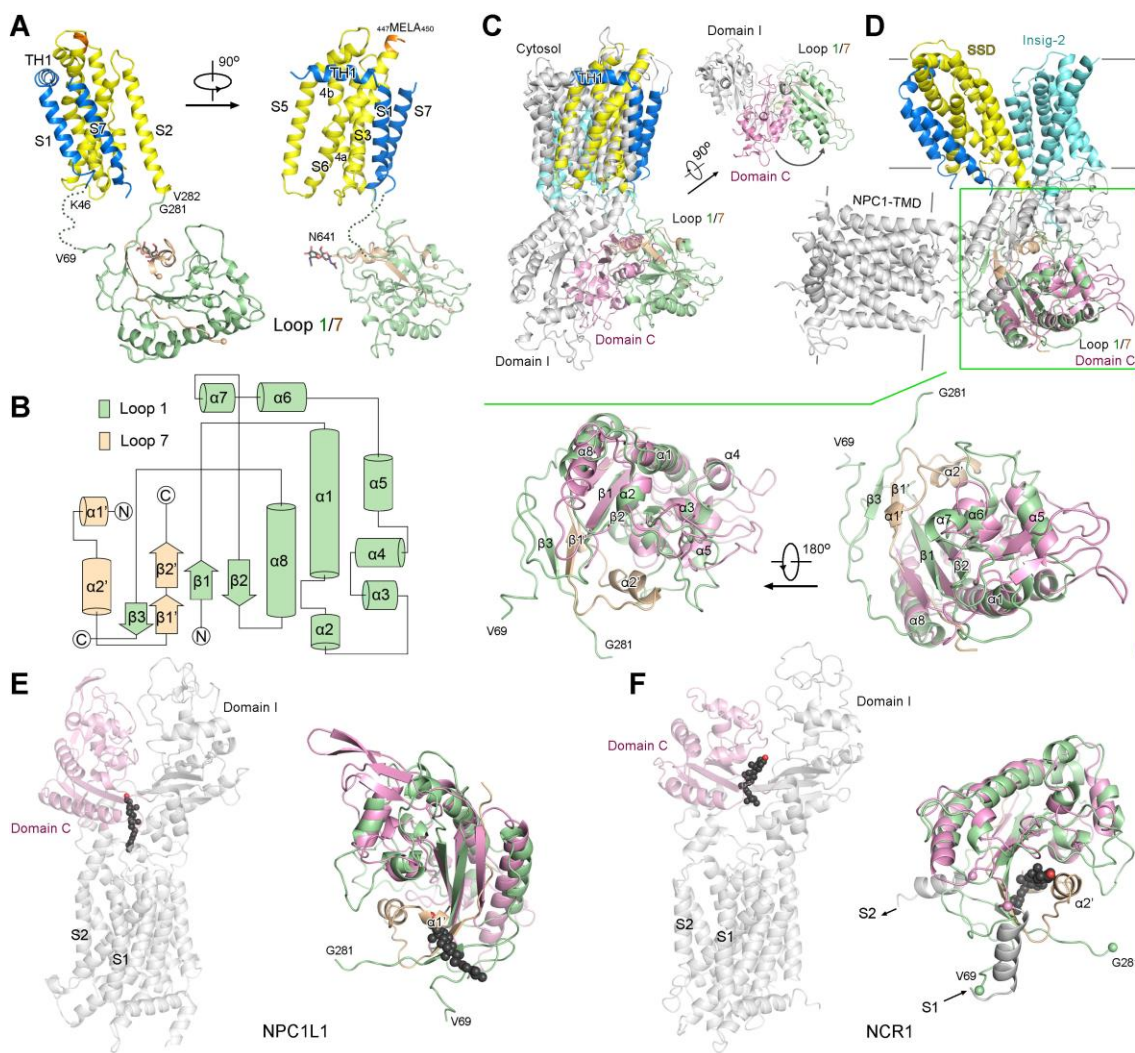 A
TH1
S1
S7
S2
K46
V282
G281
V69
90°
447MELA450
TH1
4b
S5
S1
S7
S3
S6
4a
N641
Loop 1/7
B
Loop 1
Loop 7
α7
α6
α1
α5
α8
α4
α3
α2
α1'
N
C
α2'
β2'
β1
β2
β3
β1'
C
N
C
Cytosol
TH1
Domain I
Loop 1/7
90°
Domain C
Loop 1/7
Domain C
Domain I
D
SSD
Insig-2
NPC1-TMD
Loop 1/7
Domain C
α8
α1
α4
β1
α2
β2
α3
β3
β1'
α5
α2'
V69
G281
180°
G281
V69
α2'
β3
β1'
α1'
α7
α6
α5
β1
β2
α1
α8
E
Domain I
Domain C
S2
S1
α1'
G281
V69
NPC1L1
F
Domain I
Domain C
S2
S1
S2
α2'
V69
G281
S1
NCR1